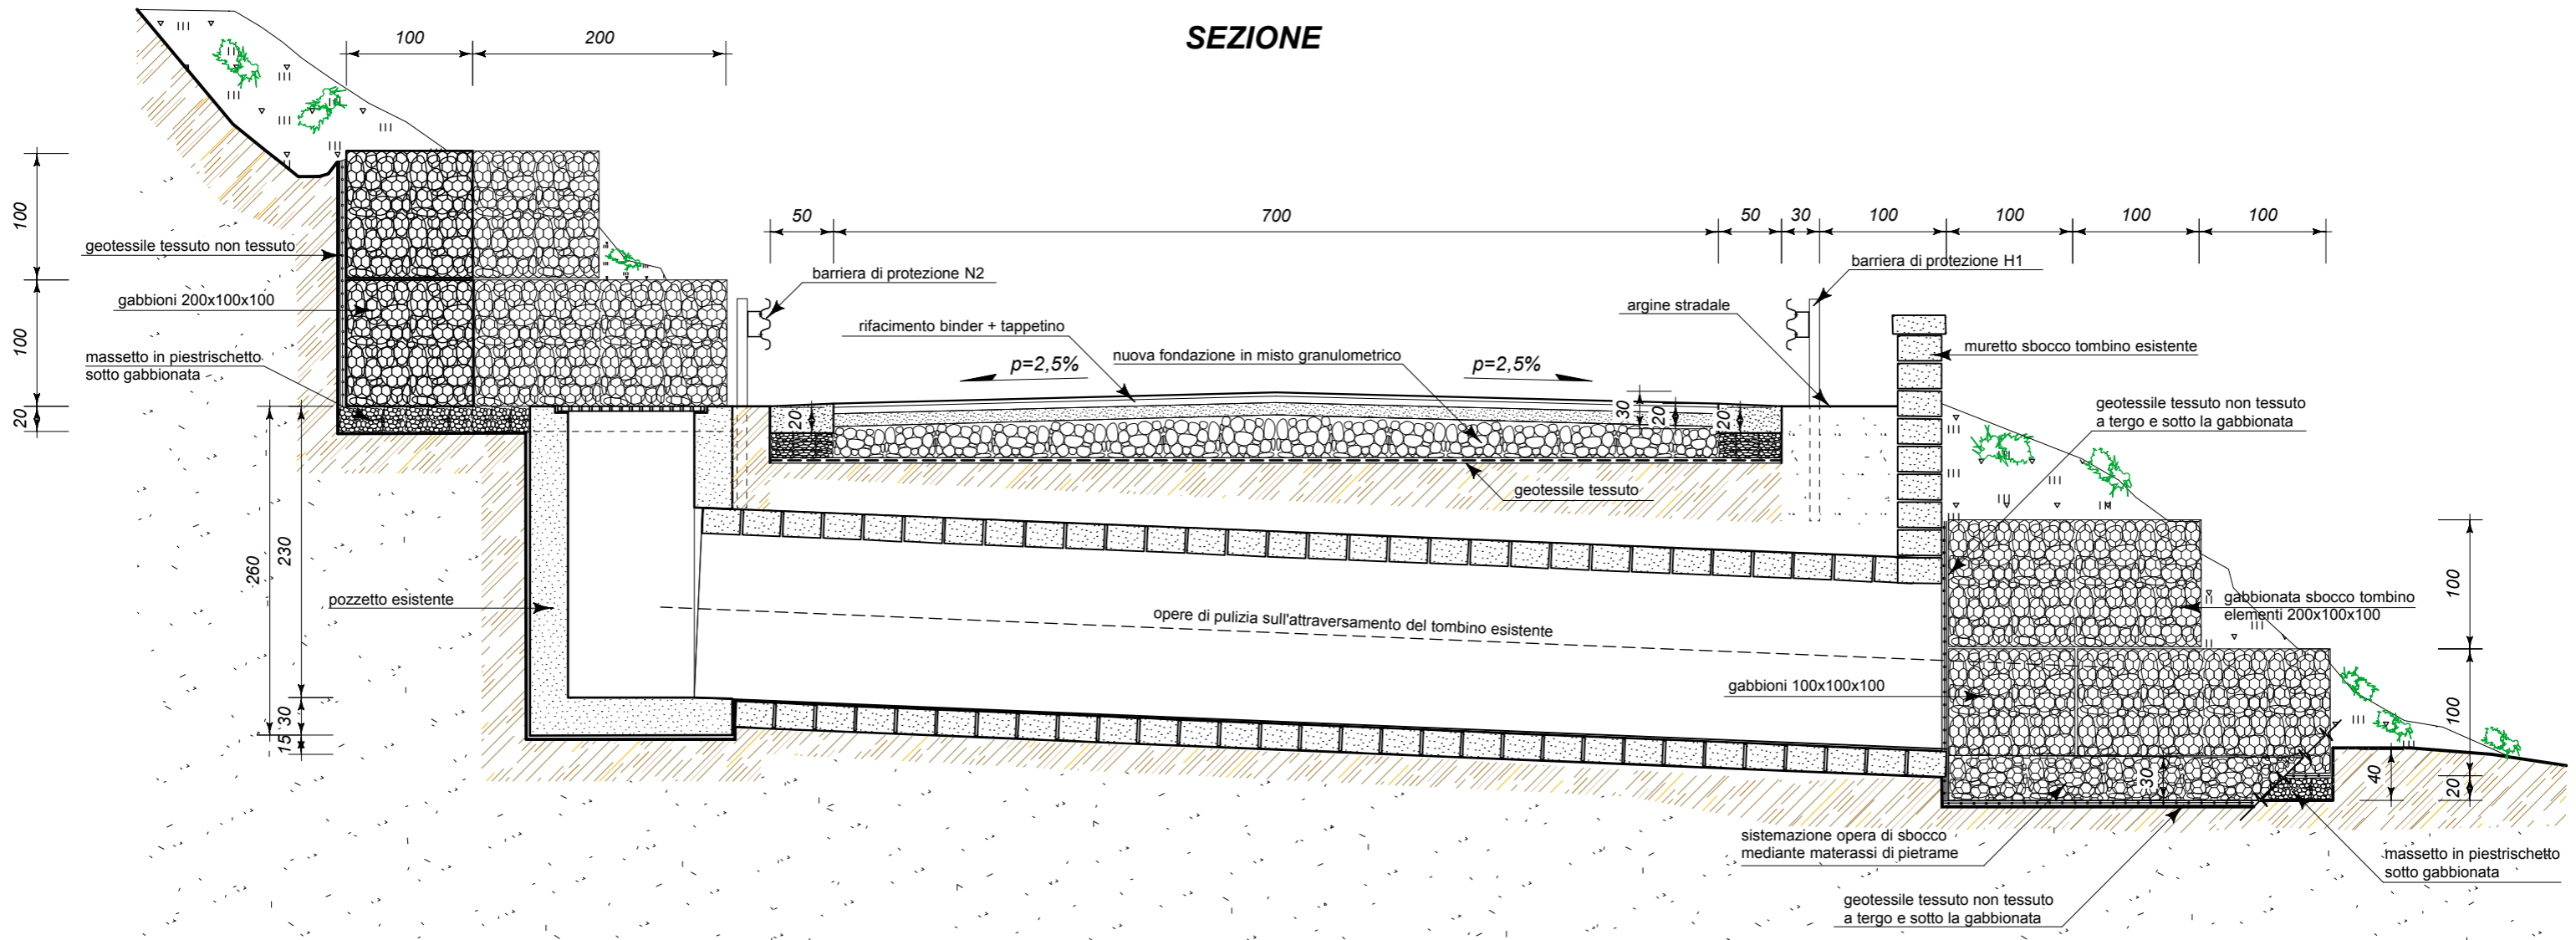 SEZIONE
100
200
50
700
50
30
100
100
100
100
100
100
20
geotessile tessuto non tessuto
gabbioni 200x100x100
massetto in piestrischetto
sotto gabbionata
barriera di protezione N2
rifacimento binder + tappetino
nuova fondazione in misto granulometrico
p=2,5%
p=2,5%
barriera di protezione H1
argine stradale
muretto sbocco tombino esistente
geotessile tessuto non tessuto
a tergo e sotto la gabbionata
20
30
20
20
geotessile tessuto
260
230
30
15
pozzetto esistente
opere di pulizia sull'attraversamento del tombino esistente
gabbionata sbocco tombino
elementi 200x100x100
gabbioni 100x100x100
100
100
30
40
20
sistemazione opera di sbocco
mediante materassi di pietrame
massetto in piestrischetto
sotto gabbionata
geotessile tessuto non tessuto
a tergo e sotto la gabbionata